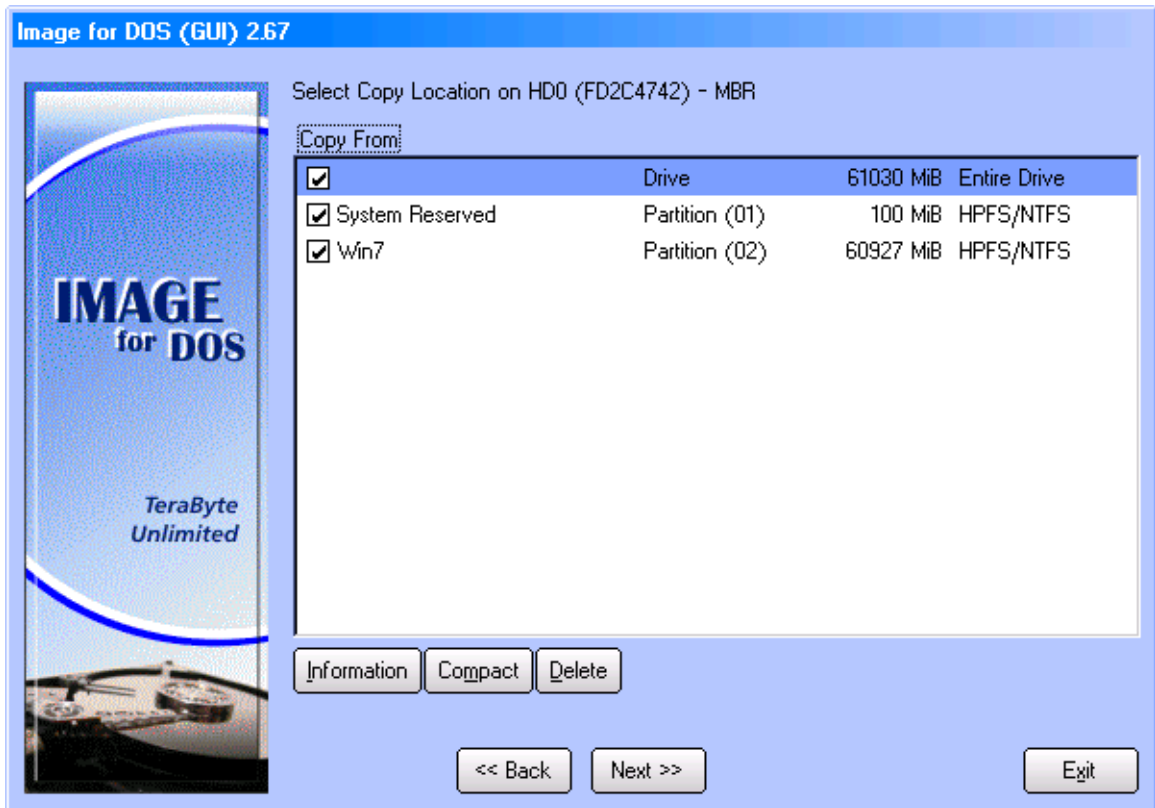 Image for DOS (GUI) 2.67
Select Copy Location on HD0 (FD2C4742) - MBR
Copy From
Drive 61030 MiB Entire Drive
System Reserved Partition (01) 100 MiB HPFS/NTFS
Win7 Partition (02) 60927 MiB HPFS/NTFS
IMAGE
for DOS
TeraByte
Unlimited
Information Compact Delete
<< Back Next >> Exit